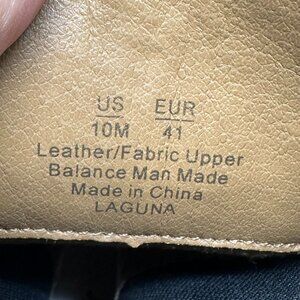 US EUR
10M 41
Leather/Fabric Upper
Balance Man Made
Made in China
LAGUNA